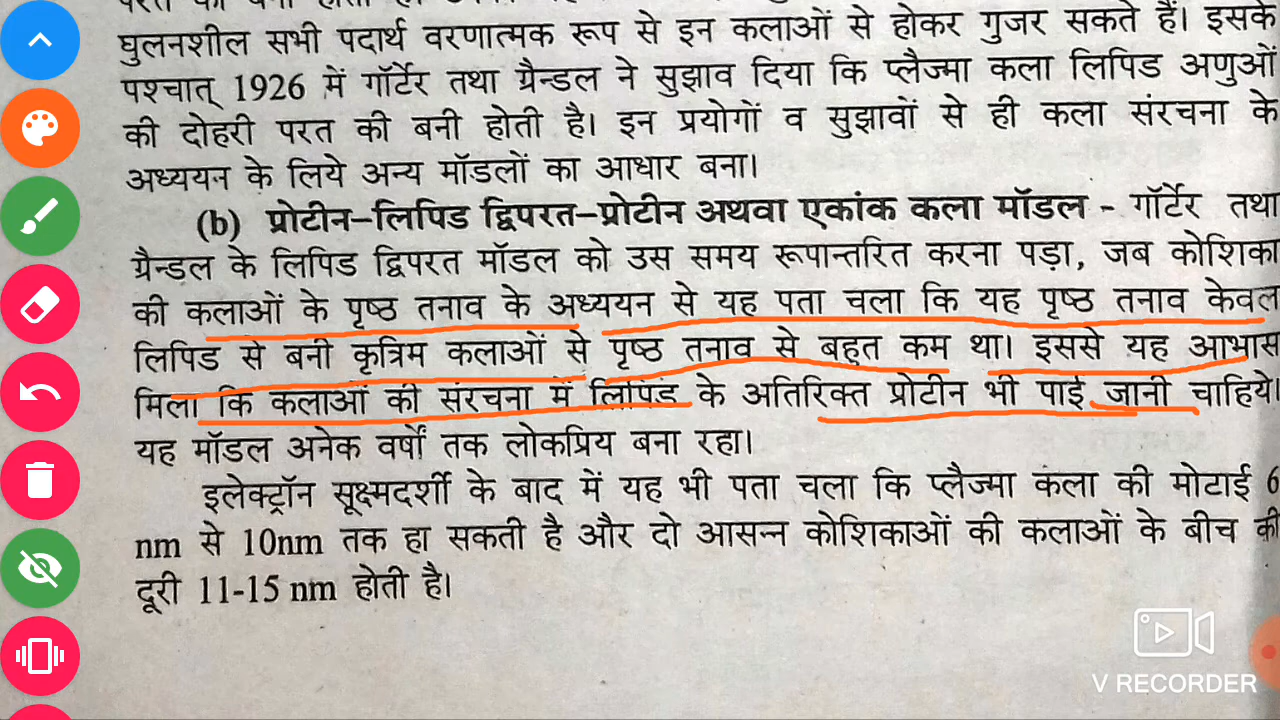 घुलनशील सभी पदार्थ वरणात्मक रूप से इन कलाओं से होकर गुजर सकते हैं। इसके
पश्चात् 1926 में गॉर्टेर तथा ग्रैन्डल ने सुझाव दिया कि प्लैज्मा कला लिपिड अणुओं
की दोहरी परत की बनी होती है। इन प्रयोगों व सुझावों से ही कला संरचना के
अध्ययन के लिये अन्य मॉडलों का आधार बना।
(b) प्रोटीन–लिपिड द्विपरत–प्रोटीन अथवा एकांक कला मॉडल - गॉर्टेर तथा
ग्रैन्डल के लिपिड द्विपरत मॉडल को उस समय रूपान्तरित करना पड़ा, जब कोशिका
की कलाओं के पृष्ठ तनाव के अध्ययन से यह पता चला कि यह पृष्ठ तनाव केवल
लिपिड से बनी कृत्रिम कलाओं से पृष्ठ तनाव से बहुत कम था। इससे यह आभास
मिला कि कलाओं की संरचना में लिपिड के अतिरिक्त प्रोटीन भी पाई जानी चाहिये।
यह मॉडल अनेक वर्षों तक लोकप्रिय बना रहा।
इलेक्ट्रॉन सूक्ष्मदर्शी के बाद में यह भी पता चला कि प्लैज्मा कला की मोटाई 6
nm से 10nm तक हा सकती है और दो आसन्न कोशिकाओं की कलाओं के बीच की
दूरी 11-15 nm होती है।
V RECORDER